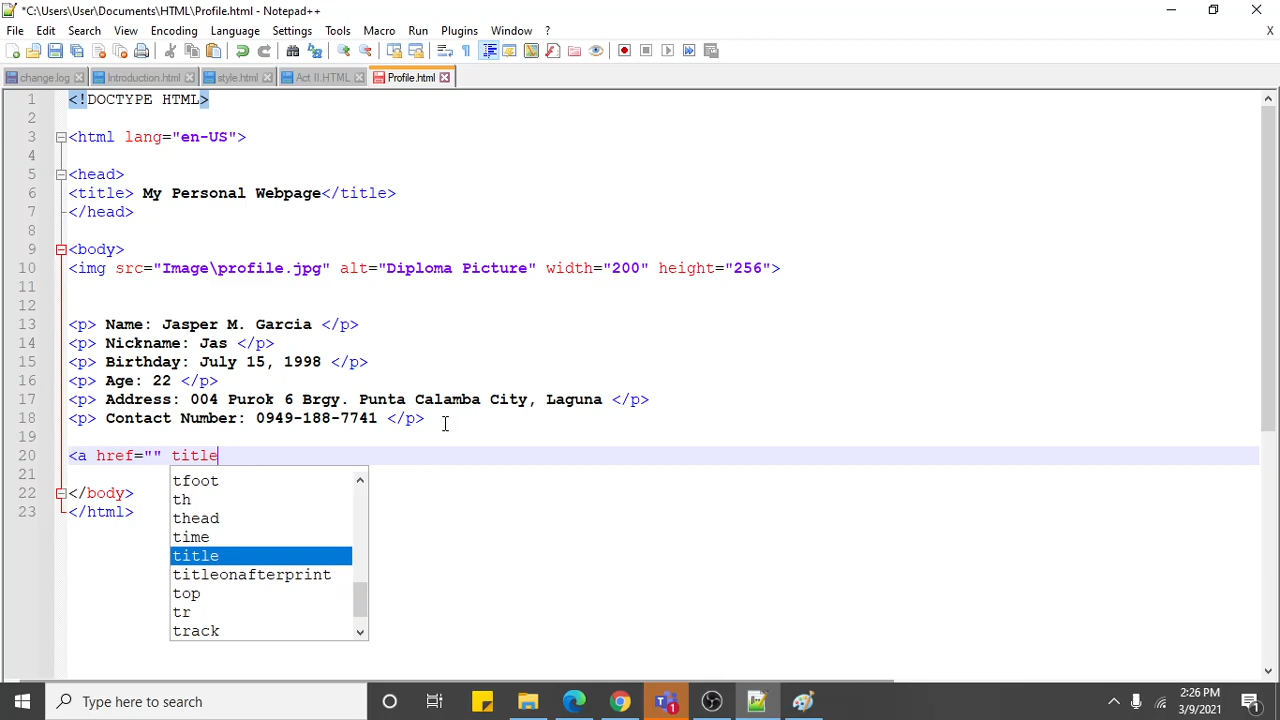 *C:\Users\User\Documents\HTML\Profile.html - Notepad++
File Edit Search View Encoding Language Settings Tools Macro Run Plugins Window ? X
change.log Introduction.html style.html Act II.HTML Profile.html
1 <!DOCTYPE HTML>
2
3 <html lang="en-US">
4
5 <head>
6 <title> My Personal Webpage</title>
7 </head>
8
9 <body>
10 <img src="Image\profile.jpg" alt="Diploma Picture" width="200" height="256">
11
12
13 <p> Name: Jasper M. Garcia </p>
14 <p> Nickname: Jas </p>
15 <p> Birthday: July 15, 1998 </p>
16 <p> Age: 22 </p>
17 <p> Address: 004 Purok 6 Brgy. Punta Calamba City, Laguna </p>
18 <p> Contact Number: 0949-188-7741 </p>
19
20 <a href="" title
21
22 </body>
23 </html>
tfoot
th
thead
time
title
titleonafterprint
top
tr
track
Type here to search
1
2:26 PM
3/9/2021
1